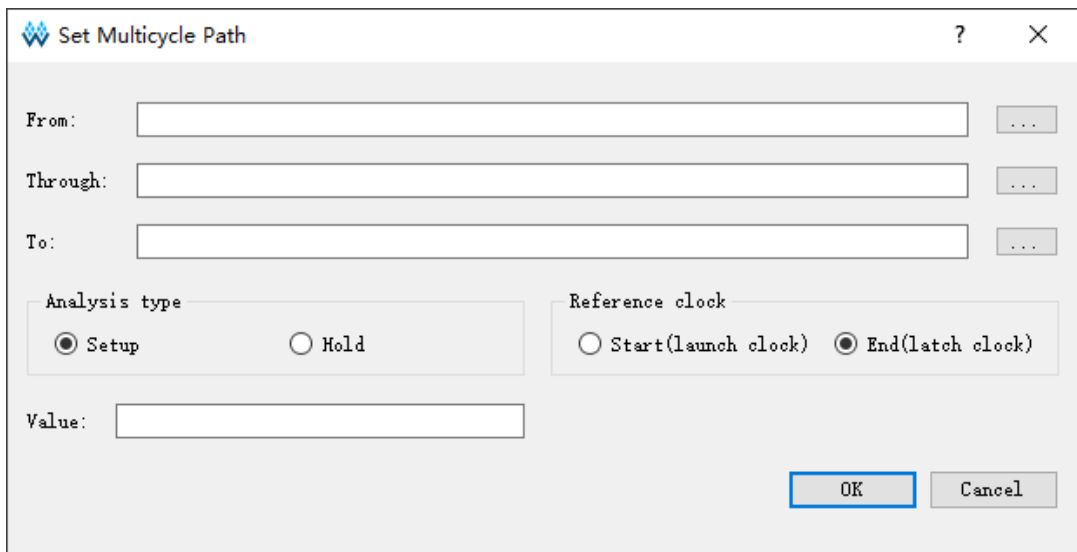 Set Multicycle Path ?
From: ...
Through: ...
To: ...
Analysis type Reference clock
Setup Hold Start(launch clock) End(latch clock)
Value:
OK Cancel